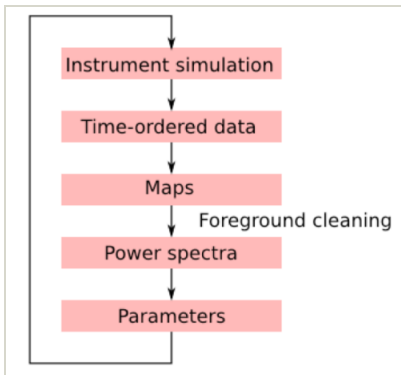 Instrument simulation
Time-ordered data
Maps
Foreground cleaning
Power spectra
Parameters